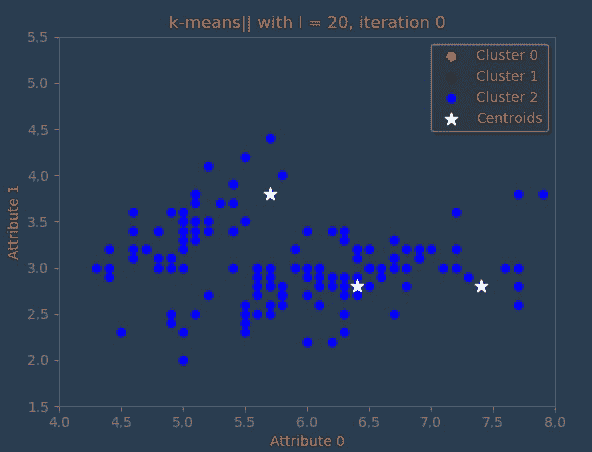 k-means|| with l = 20, iteration 0
5.5
5.0
4.5
4.0
3.5
3.0
2.5
2.0
1.5
Attribute 1
Cluster 0
Cluster 1
Cluster 2
Centroids
4.0 4.5 5.0 5.5 6.0 6.5 7.0 7.5 8.0
Attribute 0